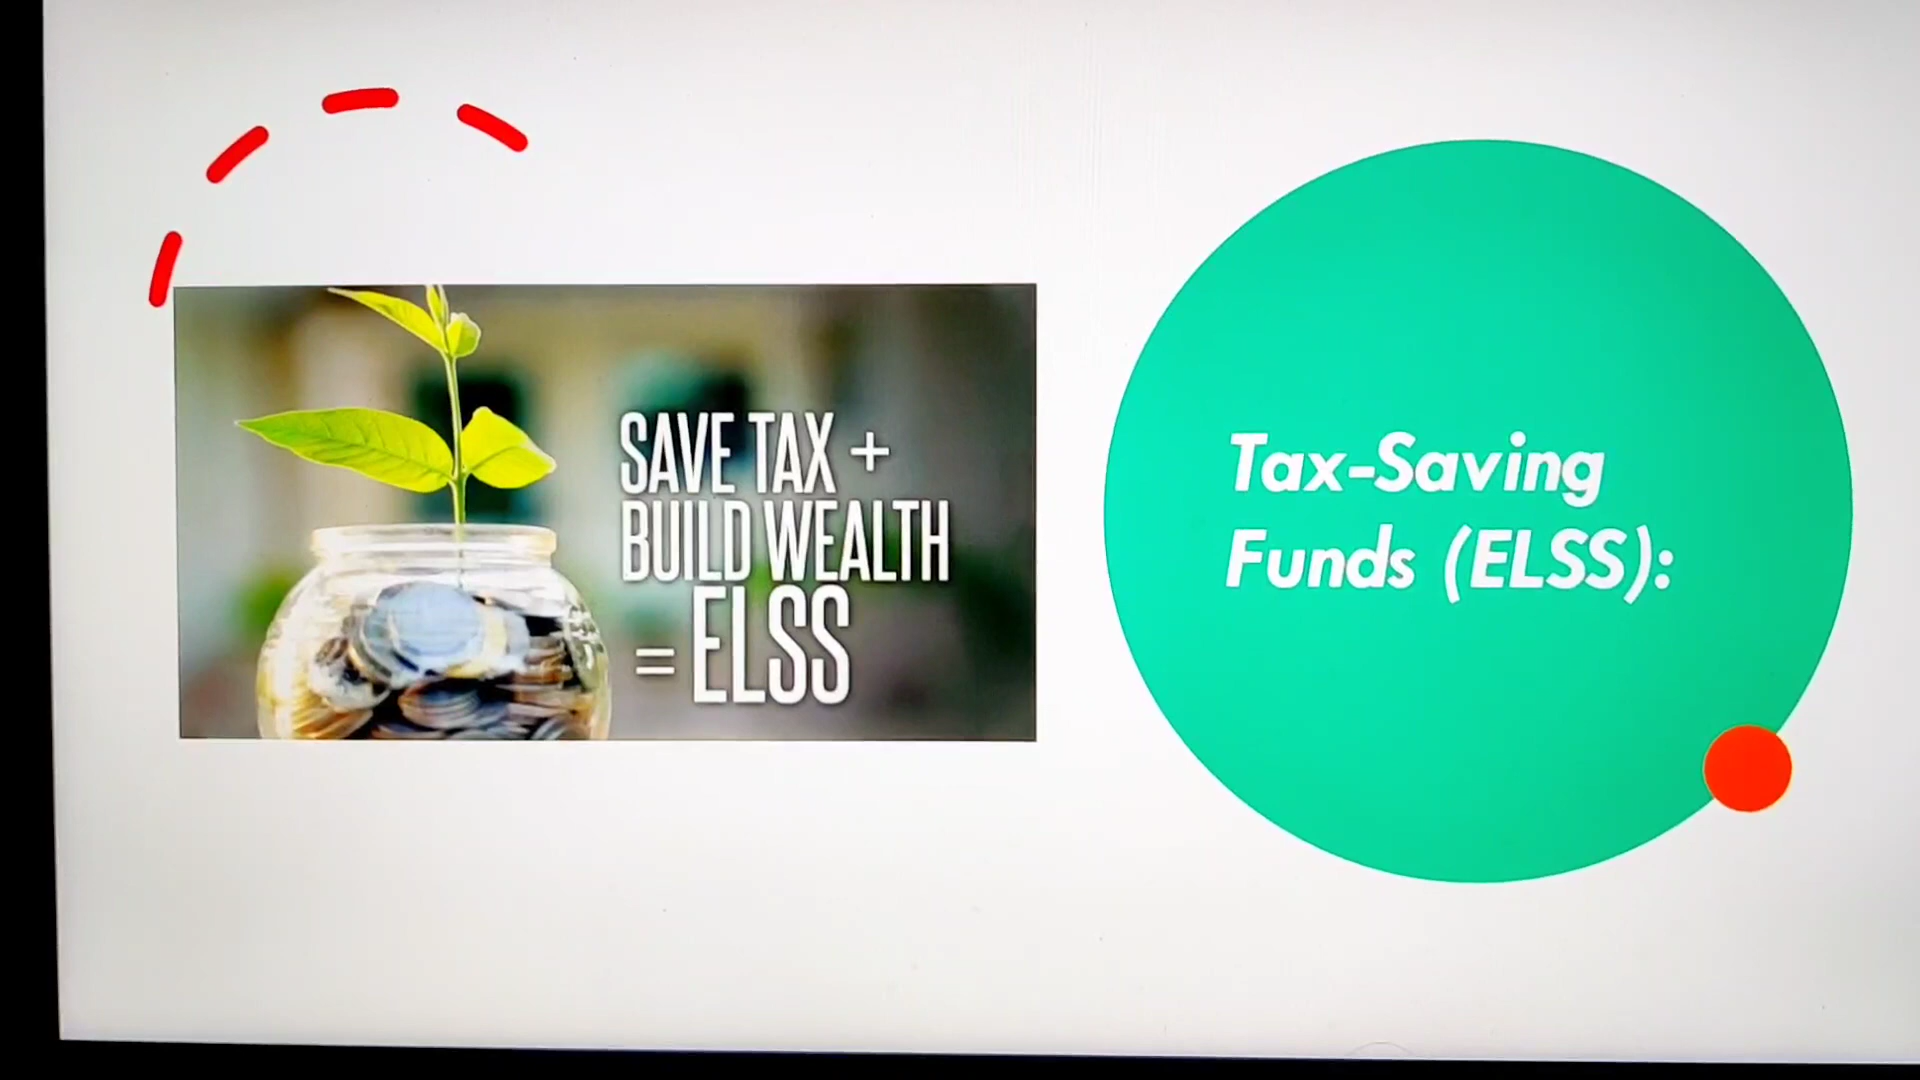 SAVE TAX +
BUILD WEALTH
= ELSS
Tax-Saving
Funds (ELSS):